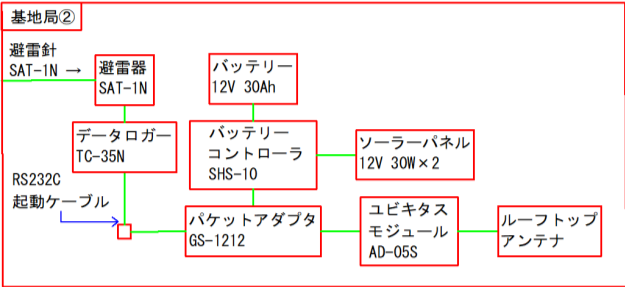 基地局②
避雷針
SAT-1N →
避雷器
SAT-1N
バッテリー
12V 30Ah
データロガー
TC-35N
バッテリー
コントローラ
SHS-10
ソーラーパネル
12V 30W×2
RS232C
起動ケーブル
パケットアダプタ
GS-1212
ユビキタス
モジュール
AD-05S
ルーフトップ
アンテナ